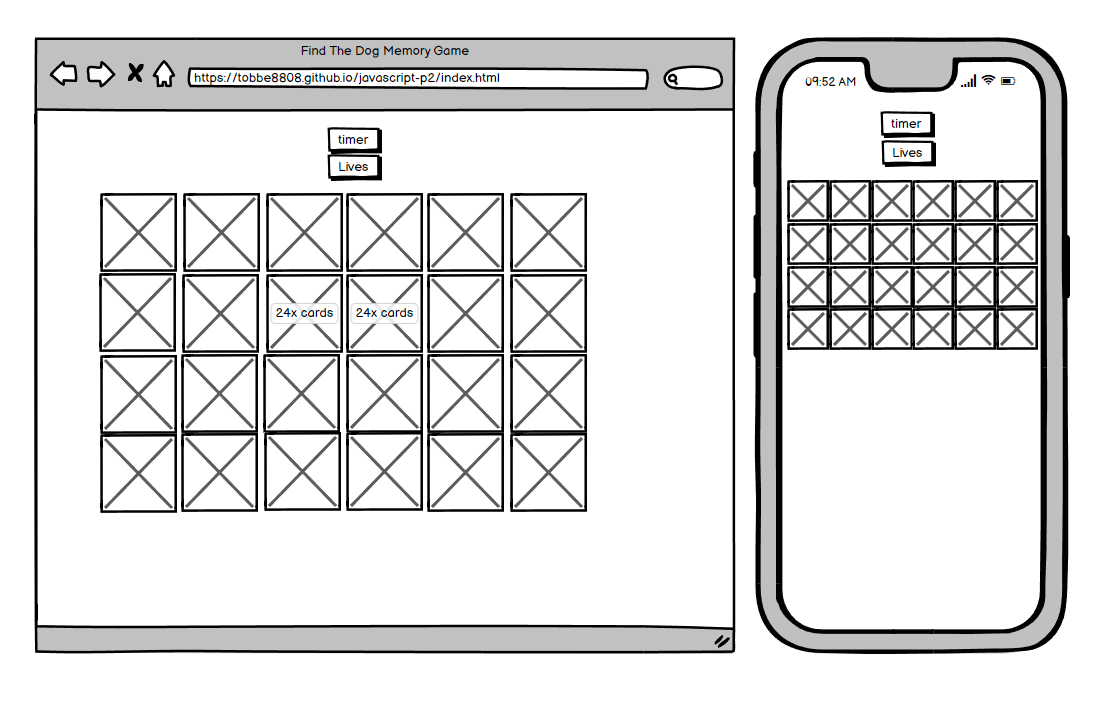 Find The Dog Memory Game
https://tobbe8808.github.io/javascript-p2/index.html
timer
Lives
24x cards 24x cards
09:52 AM
timer
Lives